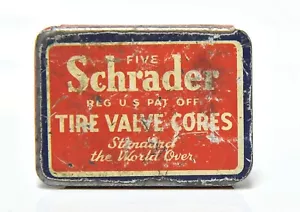 FIVE
Schrader
REG U.S PAT OFF
TIRE VALVE CORES
Standard
the World Over